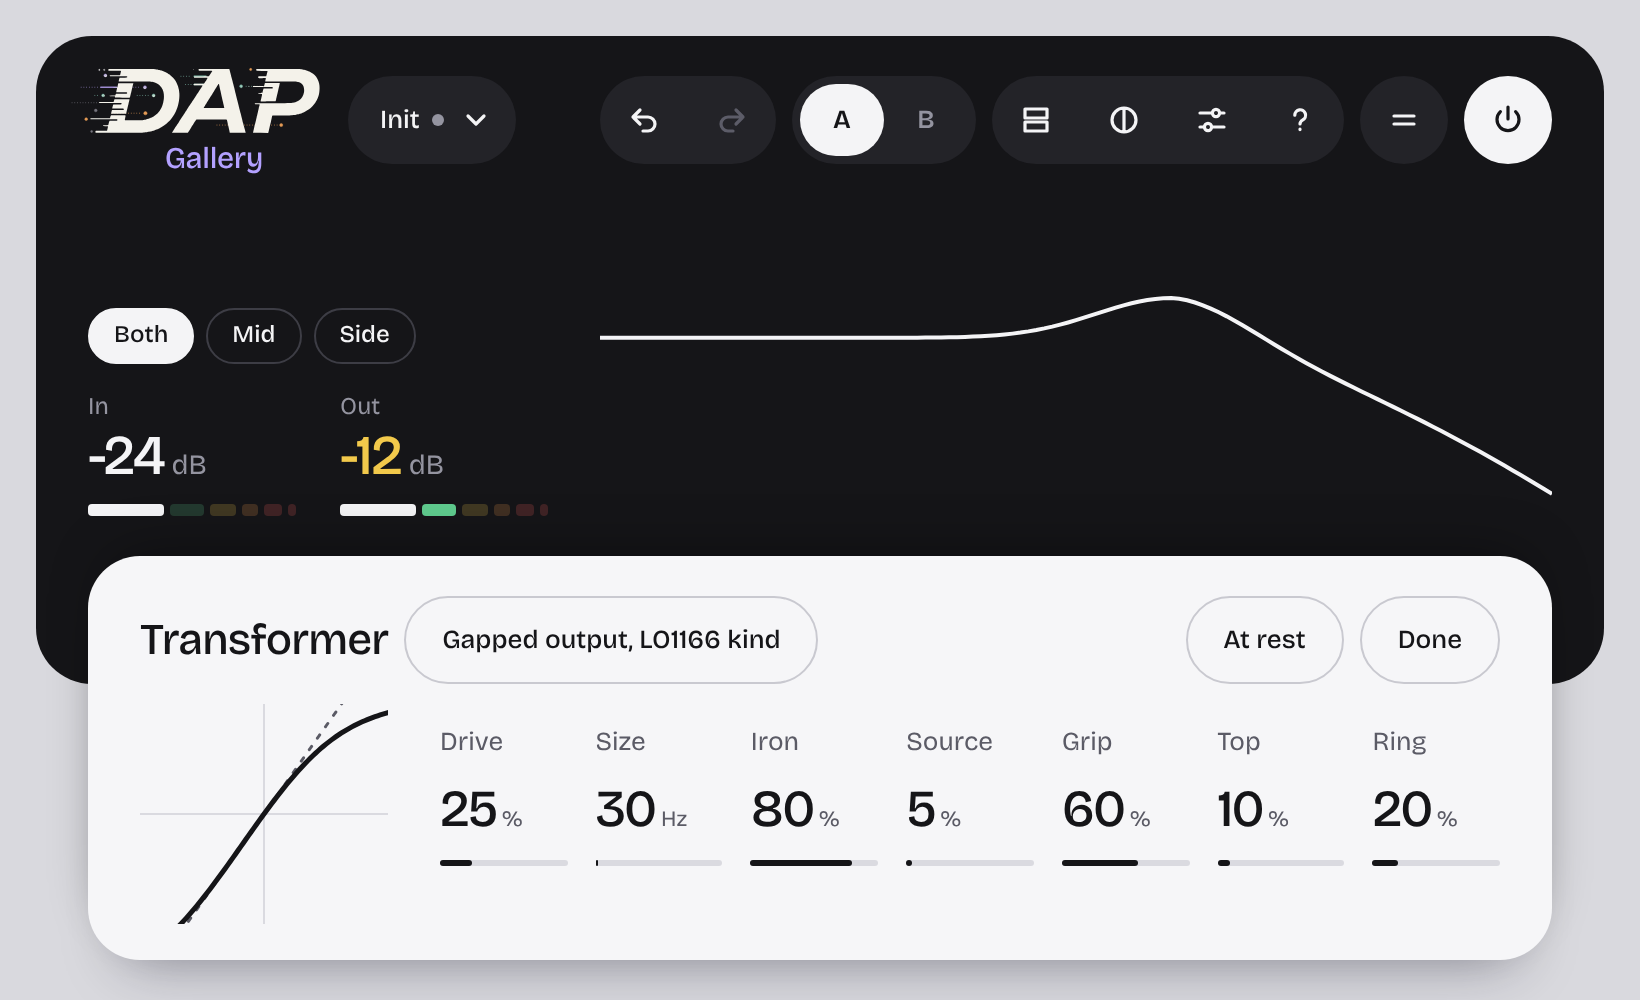 DAP
Gallery
Init
A B
?
Both Mid Side
In Out
-24 dB -12 dB
Transformer Gapped output, LO1166 kind At rest Done
Drive Size Iron Source Grip Top Ring
25 % 30 Hz 80 % 5 % 60 % 10 % 20 %